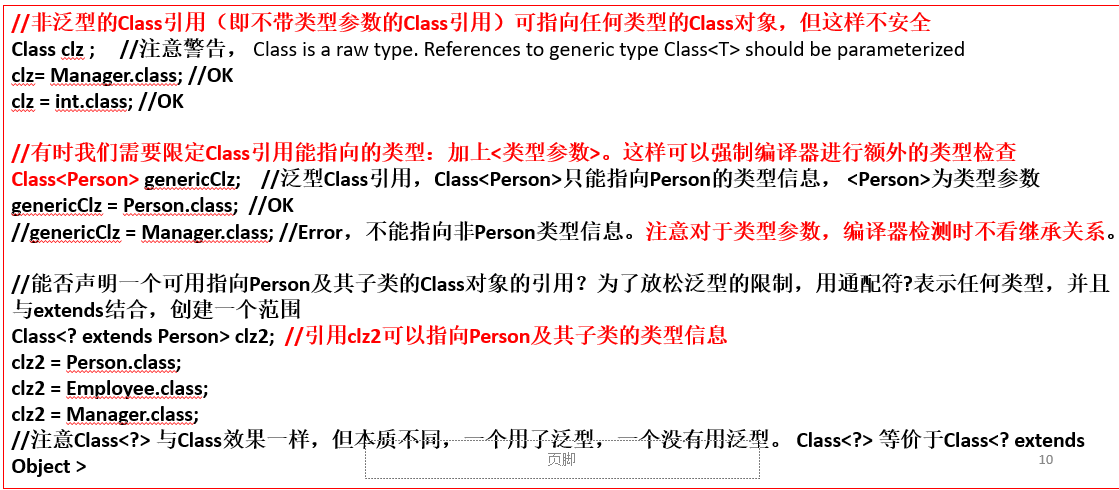 //非泛型的Class引用（即不带类型参数的Class引用）可指向任何类型的Class对象，但这样不安全
Class clz ; //注意警告， Class is a raw type. References to generic type Class<T> should be parameterized
clz= Manager.class; //OK
clz = int.class; //OK
//有时我们需要限定Class引用能指向的类型：加上<类型参数>。这样可以强制编译器进行额外的类型检查
Class<Person> genericClz; //泛型Class引用，Class<Person>只能指向Person的类型信息， <Person>为类型参数
genericClz = Person.class; //OK
//genericClz = Manager.class; //Error，不能指向非Person类型信息。注意对于类型参数，编译器检测时不看继承关系。
//能否声明一个可用指向Person及其子类的Class对象的引用？为了放松泛型的限制，用通配符?表示任何类型，并且
与extends结合，创建一个范围
Class<? extends Person> clz2; //引用clz2可以指向Person及其子类的类型信息
clz2 = Person.class;
clz2 = Employee.class;
clz2 = Manager.class;
//注意Class<?> 与Class效果一样，但本质不同，一个用了泛型，一个没有用泛型。 Class<?> 等价于Class<? extends
Object >
页脚
10